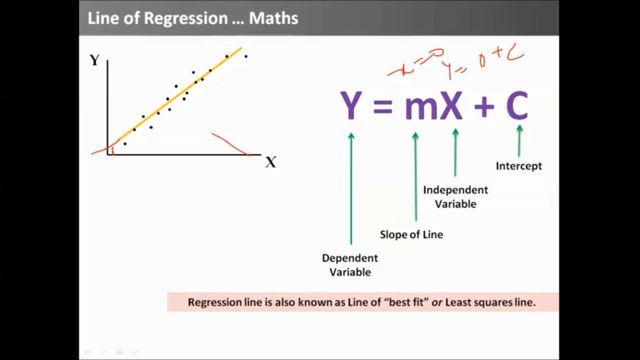 Line of Regression ... Maths
Y
X
x=0
y= 0+C
Y = mX + C
Intercept
Independent
Variable
Slope of Line
Dependent
Variable
Regression line is also known as Line of "best fit" or Least squares line.